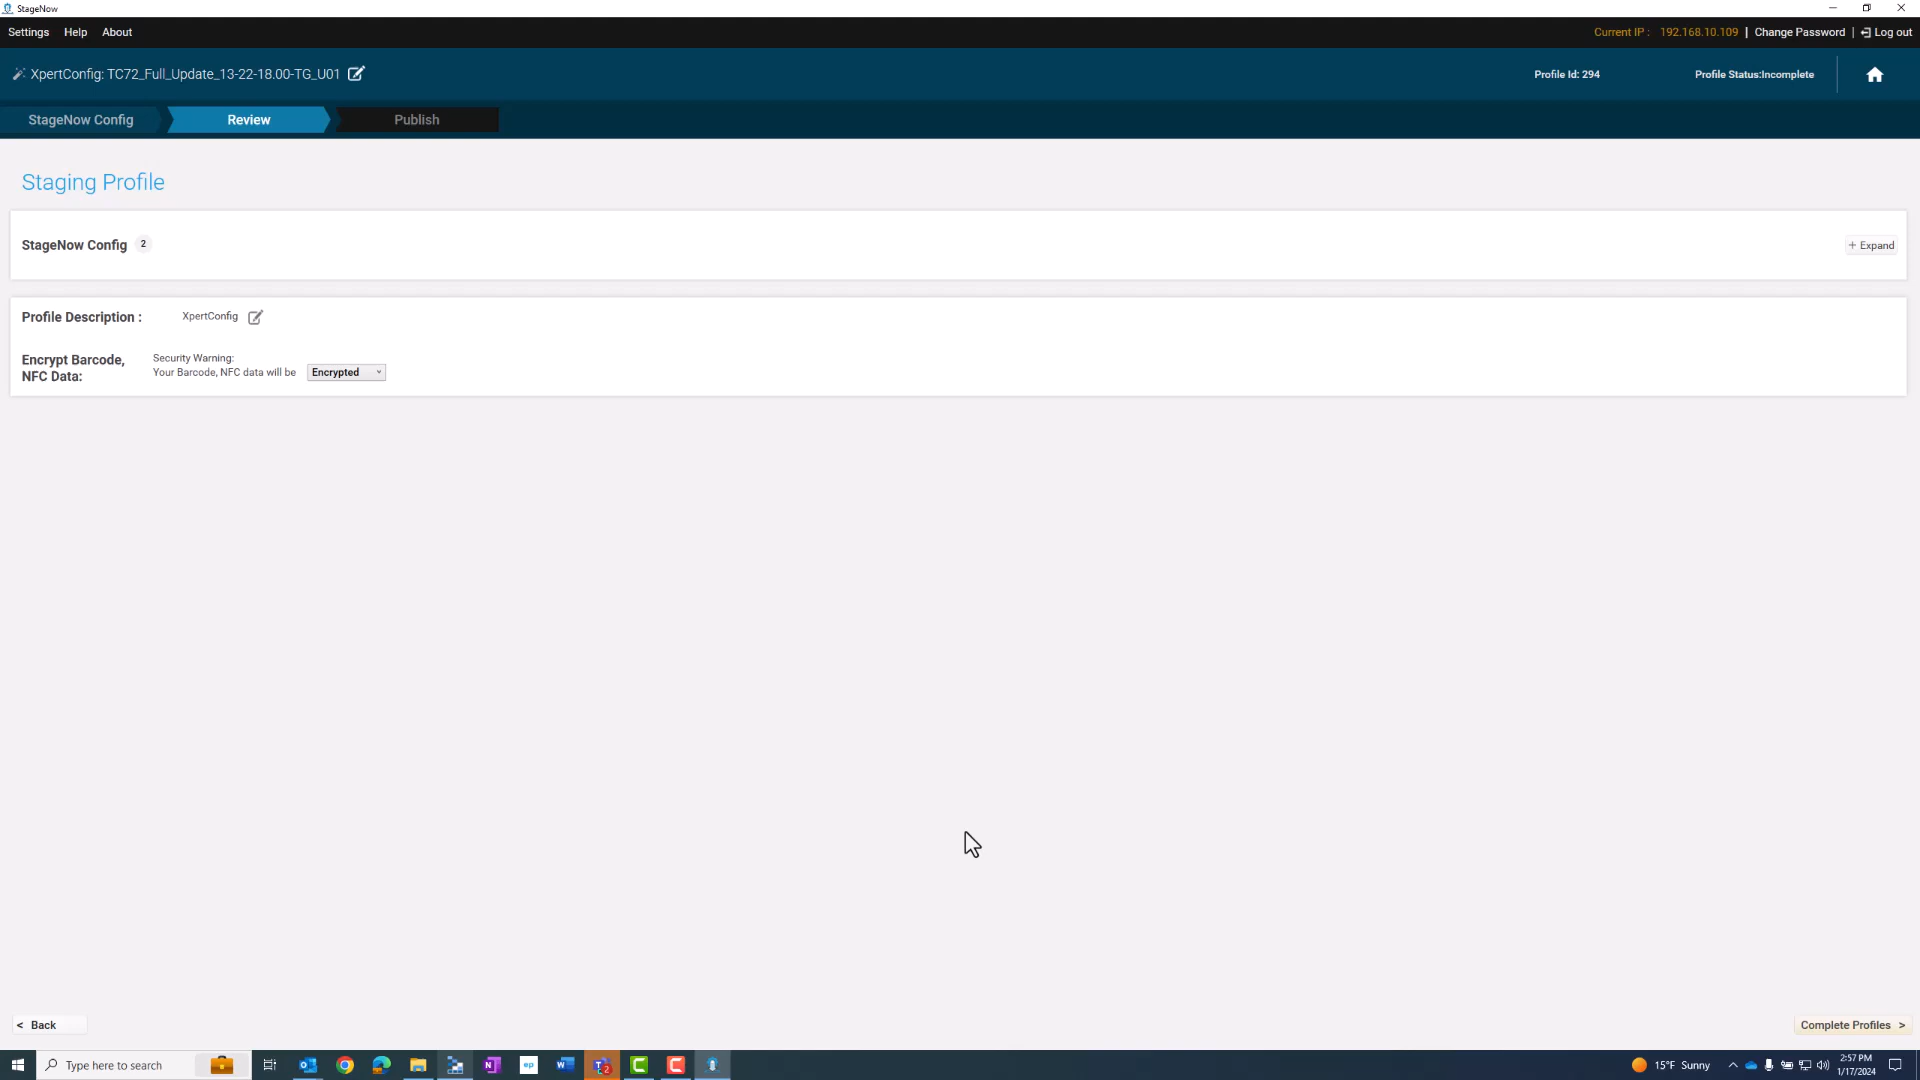 StageNow
Settings Help About
Current IP : 192.168.10.109 | Change Password | Log out
XpertConfig: TC72_Full_Update_13-22-18.00-TG_U01
Profile Id: 294
Profile Status:Incomplete
StageNow Config
Review
Publish
Staging Profile
StageNow Config 2
+ Expand
Profile Description : XpertConfig
Encrypt Barcode,
NFC Data:
Security Warning:
Your Barcode, NFC data will be Encrypted
< Back
Complete Profiles >
Type here to search
ep
2
15°F Sunny
2:57 PM
1/17/2024